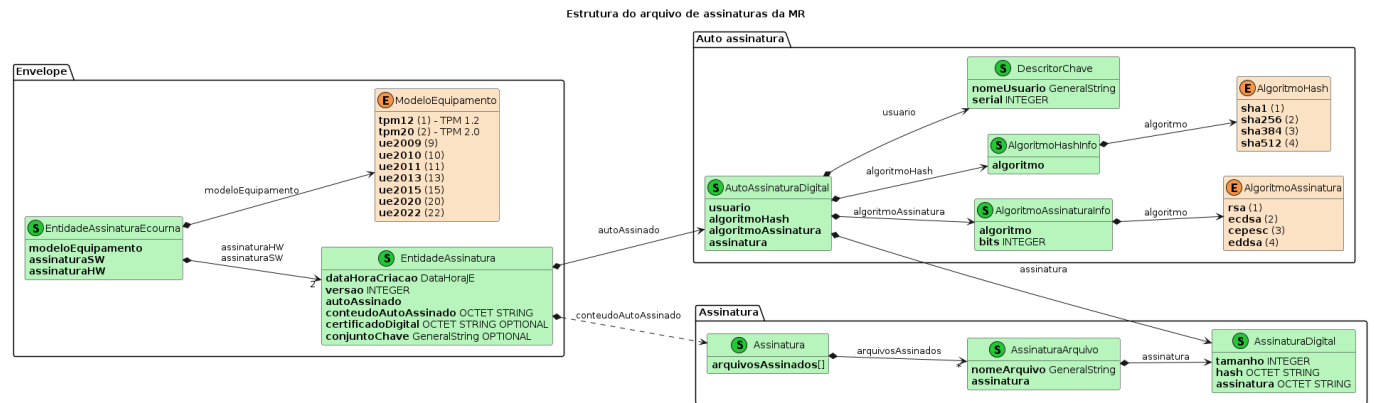 Estrutura do arquivo de assinaturas da MR
Envelope
S EntidadeAssinaturaEcourna
modeloEquipamento
assinaturaSW
assinaturaHW
modeloEquipamento
assinaturaHW
assinaturaSW
2
E ModeloEquipamento
tpm12 (1) - TPM 1.2
tpm20 (2) - TPM 2.0
ue2009 (9)
ue2010 (10)
ue2011 (11)
ue2013 (13)
ue2015 (15)
ue2020 (20)
ue2022 (22)
S EntidadeAssinatura
dataHoraCriacao DataHoraJE
versao INTEGER
autoAssinado
conteudoAutoAssinado OCTET STRING
certificadoDigital OCTET STRING OPTIONAL
conjuntoChave GeneralString OPTIONAL
autoAssinado
conteudoAutoAssinado
Auto assinatura
S AutoAssinaturaDigital
usuario
algoritmoHash
algoritmoAssinatura
assinatura
usuario
algoritmoHash
algoritmoAssinatura
assinatura
S DescritorChave
nomeUsuario GeneralString
serial INTEGER
S AlgoritmoHashInfo
algoritmo
algoritmo
S AlgoritmoAssinaturaInfo
algoritmo
bits INTEGER
algoritmo
E AlgoritmoHash
sha1 (1)
sha256 (2)
sha384 (3)
sha512 (4)
E AlgoritmoAssinatura
rsa (1)
ecdsa (2)
cepesc (3)
eddsa (4)
Assinatura
S Assinatura
arquivosAssinados[]
arquivosAssinados
*
S AssinaturaArquivo
nomeArquivo GeneralString
assinatura
assinatura
S AssinaturaDigital
tamanho INTEGER
hash OCTET STRING
assinatura OCTET STRING